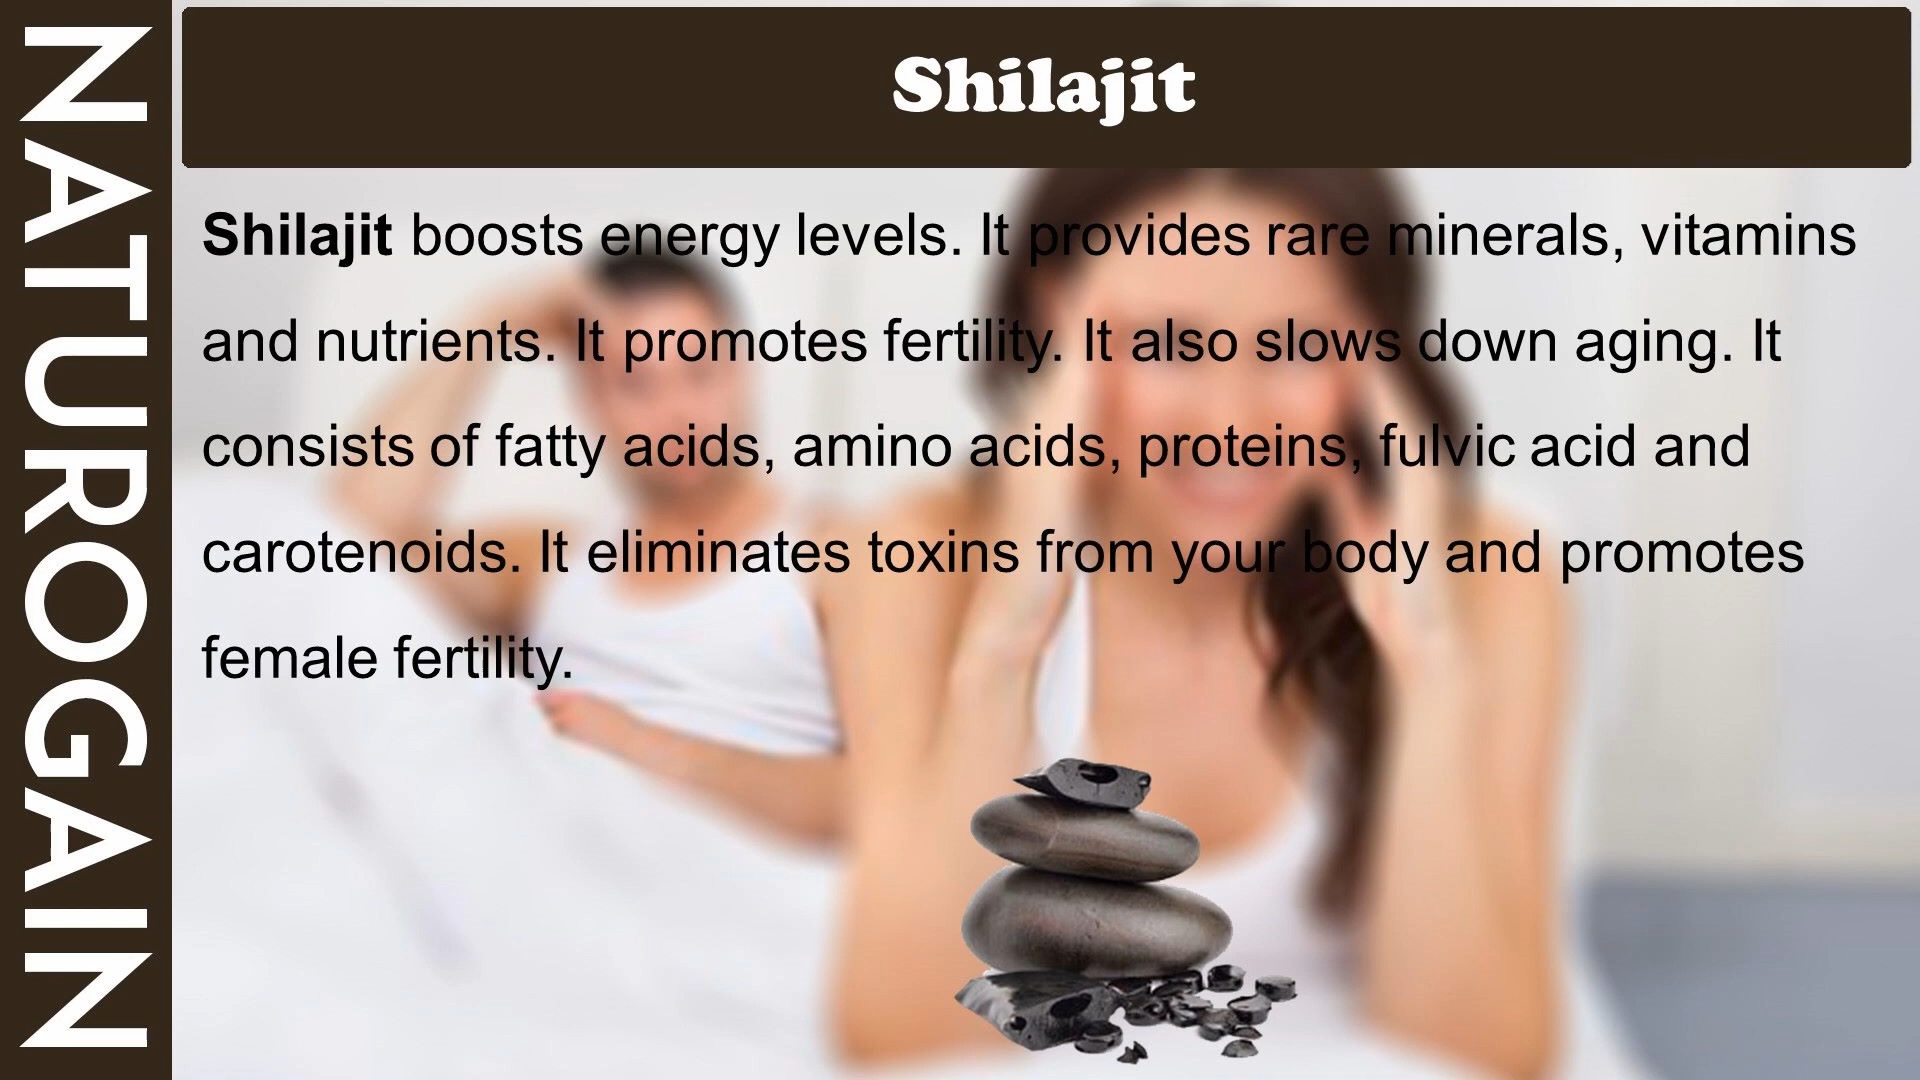 NATUROGAIN
Shilajit
Shilajit boosts energy levels. It provides rare minerals, vitamins
and nutrients. It promotes fertility. It also slows down aging. It
consists of fatty acids, amino acids, proteins, fulvic acid and
carotenoids. It eliminates toxins from your body and promotes
female fertility.